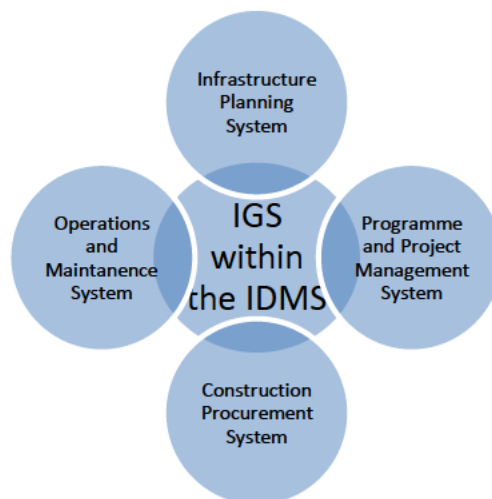 Infrastructure
Planning
System
Operations
and
Maintanence
System
IGS
within
the IDMS
Programme
and Project
Management
System
Construction
Procurement
System